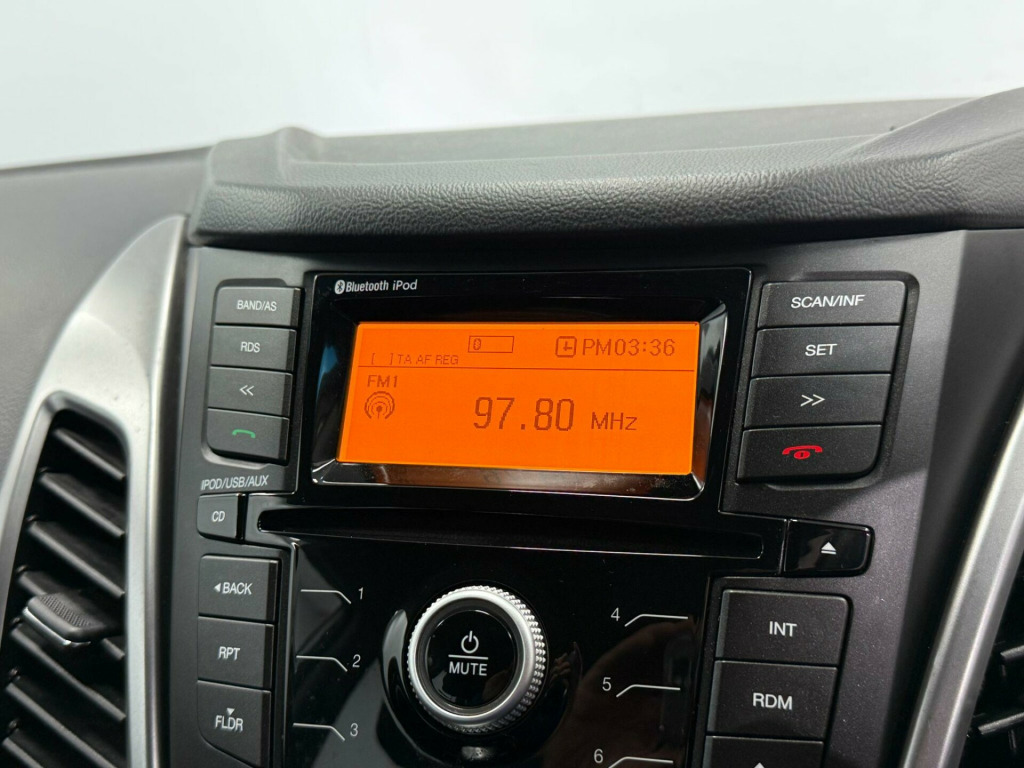 Bluetooth iPod
BAND/AS
RDS
<<
IPOD/USB/AUX
CD
◂BACK
RPT
FLDR
0
PM03:36
[ ] TA AF REG
FM1
97.80 MHz
SCAN/INF
SET
>>
MUTE
1
2
3
4
5
6
INT
RDM